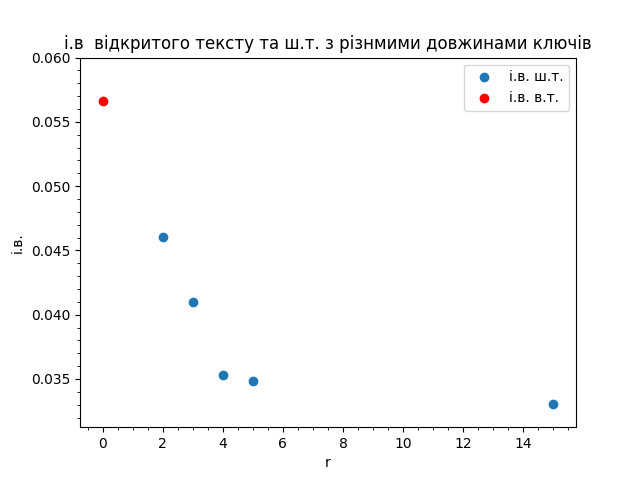 і.в  відкритого тексту та ш.т. з різнмими довжинами ключів
і.в. ш.т.
і.в. в.т.
0.060
0.055
0.050
0.045
0.040
0.035
і.в.
0 2 4 6 8 10 12 14
r